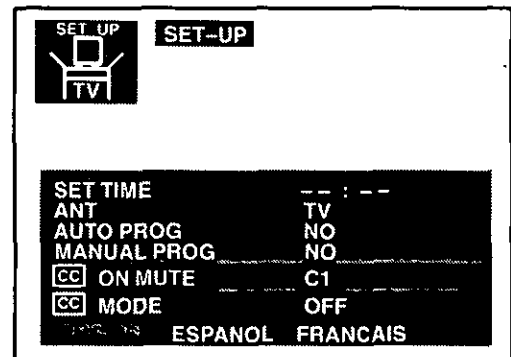 SET UP
SET-UP
TV
SET TIME --:--
ANT TV
AUTO PROG NO
MANUAL PROG NO
CC ON MUTE C1
CC MODE OFF
ESPANOL FRANCAIS